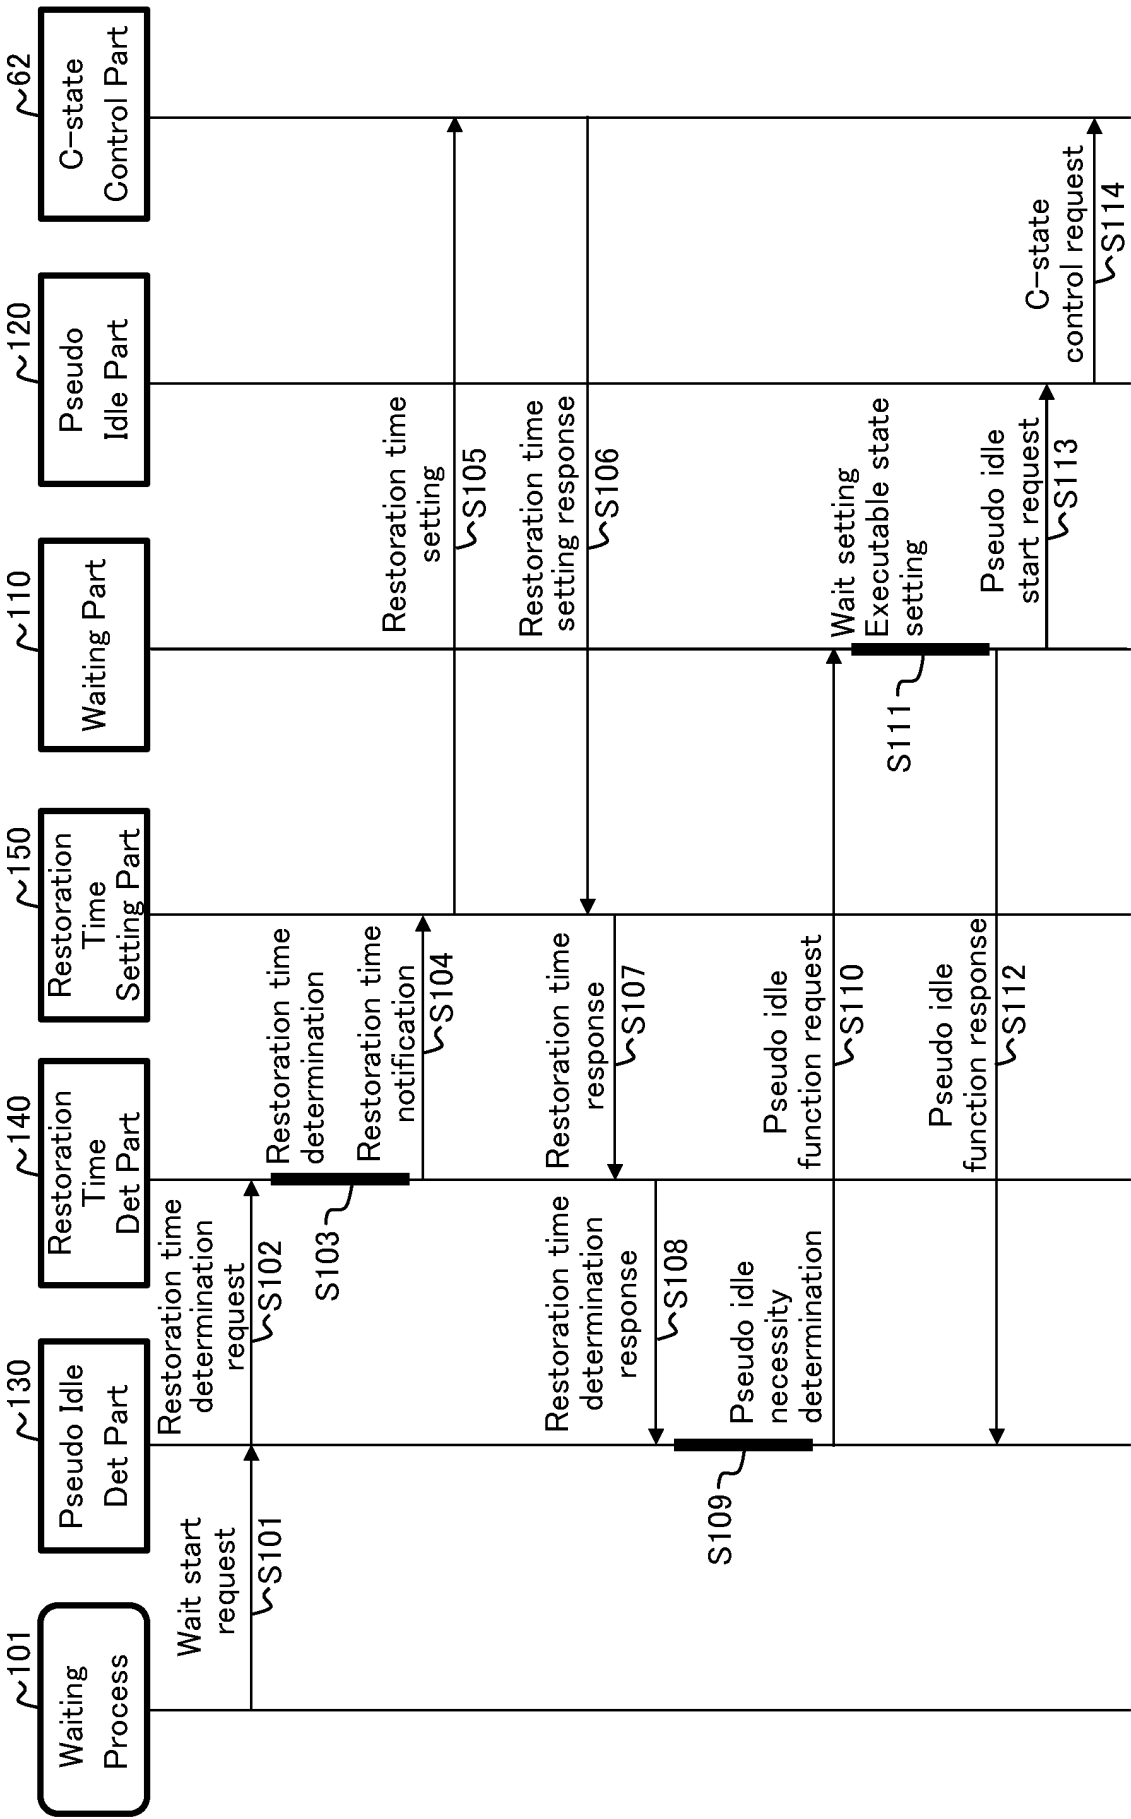 101
Waiting
Process
130
Pseudo Idle
Det Part
140
Restoration
Time
Det Part
150
Restoration
Time
Setting Part
110
Waiting Part
120
Pseudo
Idle Part
62
C-state
Control Part
Wait start
request
S101
Restoration time
determination
request
S102
Restoration time
determination
S103
Restoration time
notification
S104
Restoration time
setting
S105
Restoration time
setting response
S106
Restoration time
response
S107
Restoration time
determination
response
S108
Pseudo idle
necessity
determination
S109
Pseudo idle
function request
S110
Wait setting
Executable state
setting
S111
Pseudo idle
function response
S112
Pseudo idle
start request
S113
C-state
control request
S114